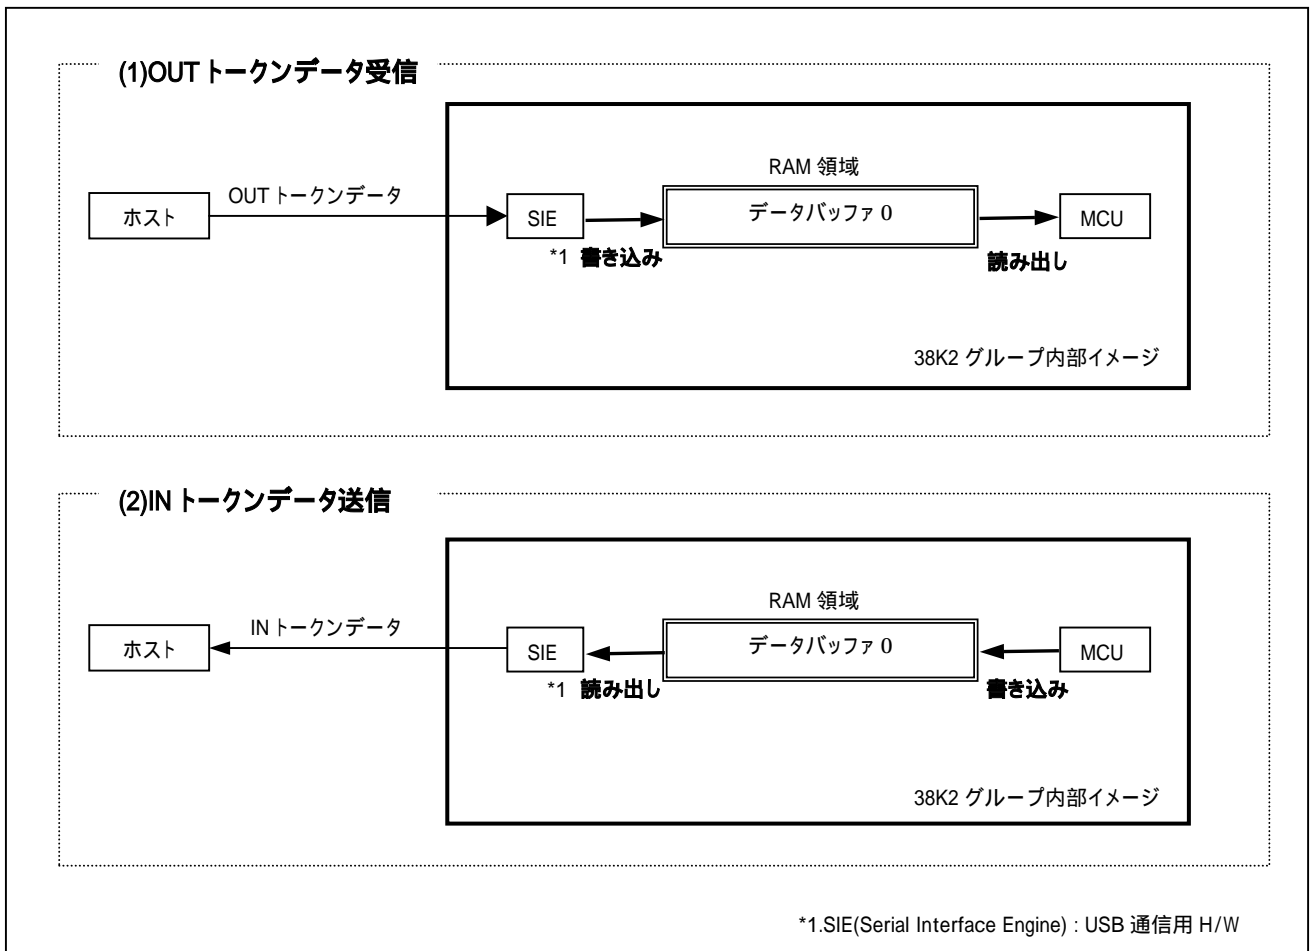 (1)OUT トークンデータ受信
RAM 領域
ホスト
OUT トークンデータ
SIE
データバッファ 0
MCU
*1 書き込み
読み出し
38K2 グループ内部イメージ
(2)IN トークンデータ送信
RAM 領域
ホスト
IN トークンデータ
SIE
データバッファ 0
MCU
*1 読み出し
書き込み
38K2 グループ内部イメージ
*1.SIE(Serial Interface Engine) : USB 通信用 H/W